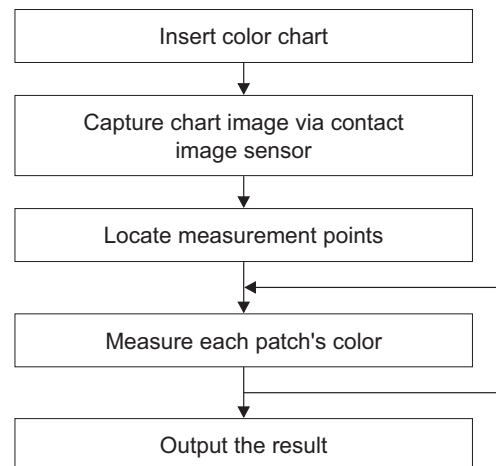 Insert color chart
Capture chart image via contact
image sensor
Locate measurement points
Measure each patch's color
Output the result